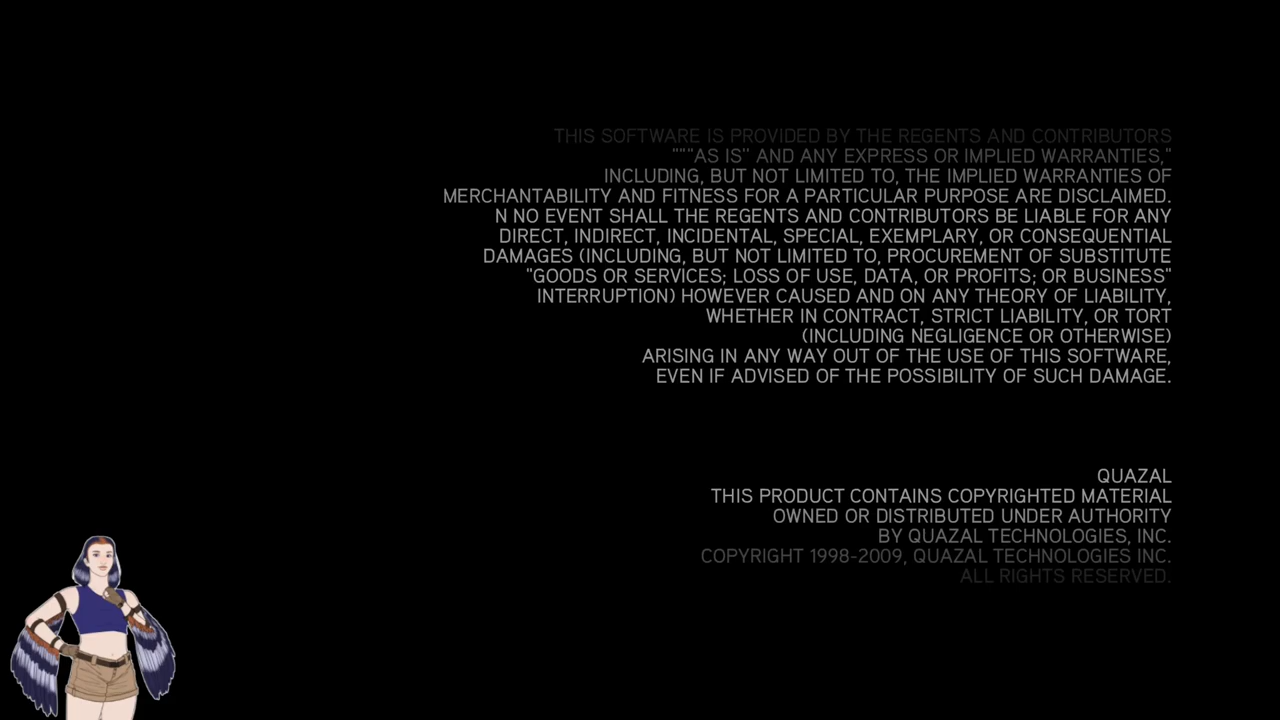 THIS SOFTWARE IS PROVIDED BY THE REGENTS AND CONTRIBUTORS
"""AS IS" AND ANY EXPRESS OR IMPLIED WARRANTIES,"
INCLUDING, BUT NOT LIMITED TO, THE IMPLIED WARRANTIES OF
MERCHANTABILITY AND FITNESS FOR A PARTICULAR PURPOSE ARE DISCLAIMED.
N NO EVENT SHALL THE REGENTS AND CONTRIBUTORS BE LIABLE FOR ANY
DIRECT, INDIRECT, INCIDENTAL, SPECIAL, EXEMPLARY, OR CONSEQUENTIAL
DAMAGES (INCLUDING, BUT NOT LIMITED TO, PROCUREMENT OF SUBSTITUTE
"GOODS OR SERVICES; LOSS OF USE, DATA, OR PROFITS; OR BUSINESS"
INTERRUPTION) HOWEVER CAUSED AND ON ANY THEORY OF LIABILITY,
WHETHER IN CONTRACT, STRICT LIABILITY, OR TORT
(INCLUDING NEGLIGENCE OR OTHERWISE)
ARISING IN ANY WAY OUT OF THE USE OF THIS SOFTWARE,
EVEN IF ADVISED OF THE POSSIBILITY OF SUCH DAMAGE.
QUAZAL
THIS PRODUCT CONTAINS COPYRIGHTED MATERIAL
OWNED OR DISTRIBUTED UNDER AUTHORITY
BY QUAZAL TECHNOLOGIES, INC.
COPYRIGHT 1998-2009, QUAZAL TECHNOLOGIES INC.
ALL RIGHTS RESERVED.